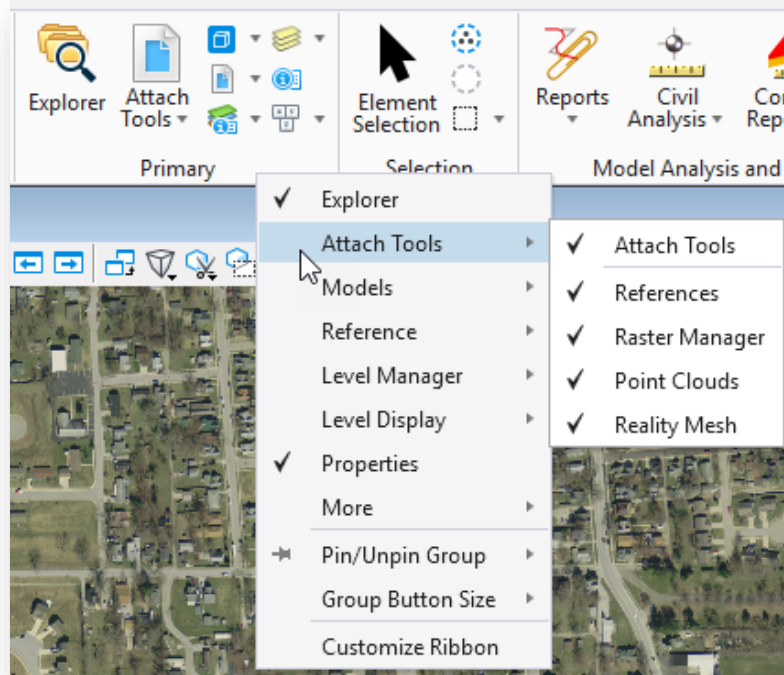 Explorer
Attach
Tools
Element
Selection
Reports
Civil
Analysis
Primary
Selection
Model Analysis and
Explorer
Attach Tools
Models
Reference
Level Manager
Level Display
Properties
More
Pin/Unpin Group
Group Button Size
Customize Ribbon
Attach Tools
References
Raster Manager
Point Clouds
Reality Mesh